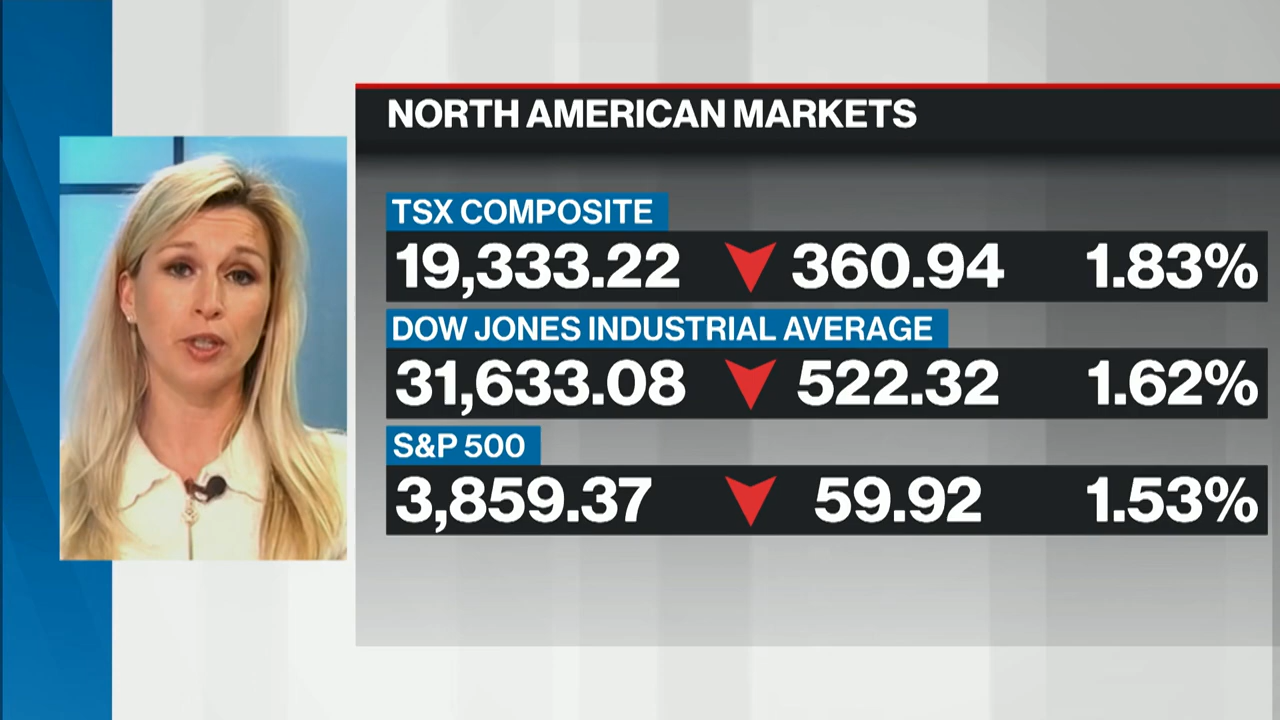 NORTH AMERICAN MARKETS
TSX COMPOSITE
19,333.22 360.94 1.83%
DOW JONES INDUSTRIAL AVERAGE
31,633.08 522.32 1.62%
S&P 500
3,859.37 59.92 1.53%